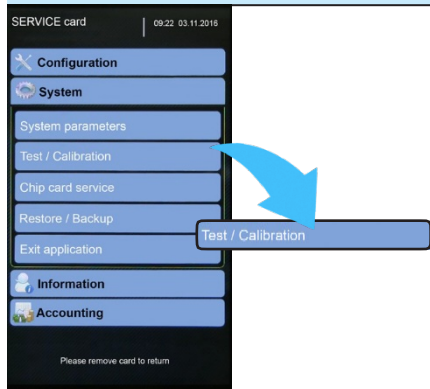 SERVICE card
09:22 03.11.2016
Configuration
System
System parameters
Test / Calibration
Chip card service
Restore / Backup
Exit application
Test / Calibration
Information
Accounting
Please remove card to return